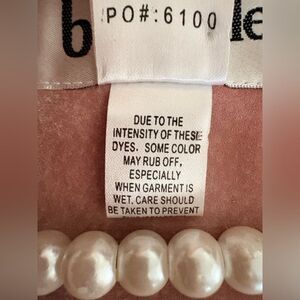 PO#:6100
DUE TO THE
INTENSITY OF THESE
DYES. SOME COLOR
MAY RUB OFF,
ESPECIALLY
WHEN GARMENT IS
WET. CARE SHOULD
BE TAKEN TO PREVENT